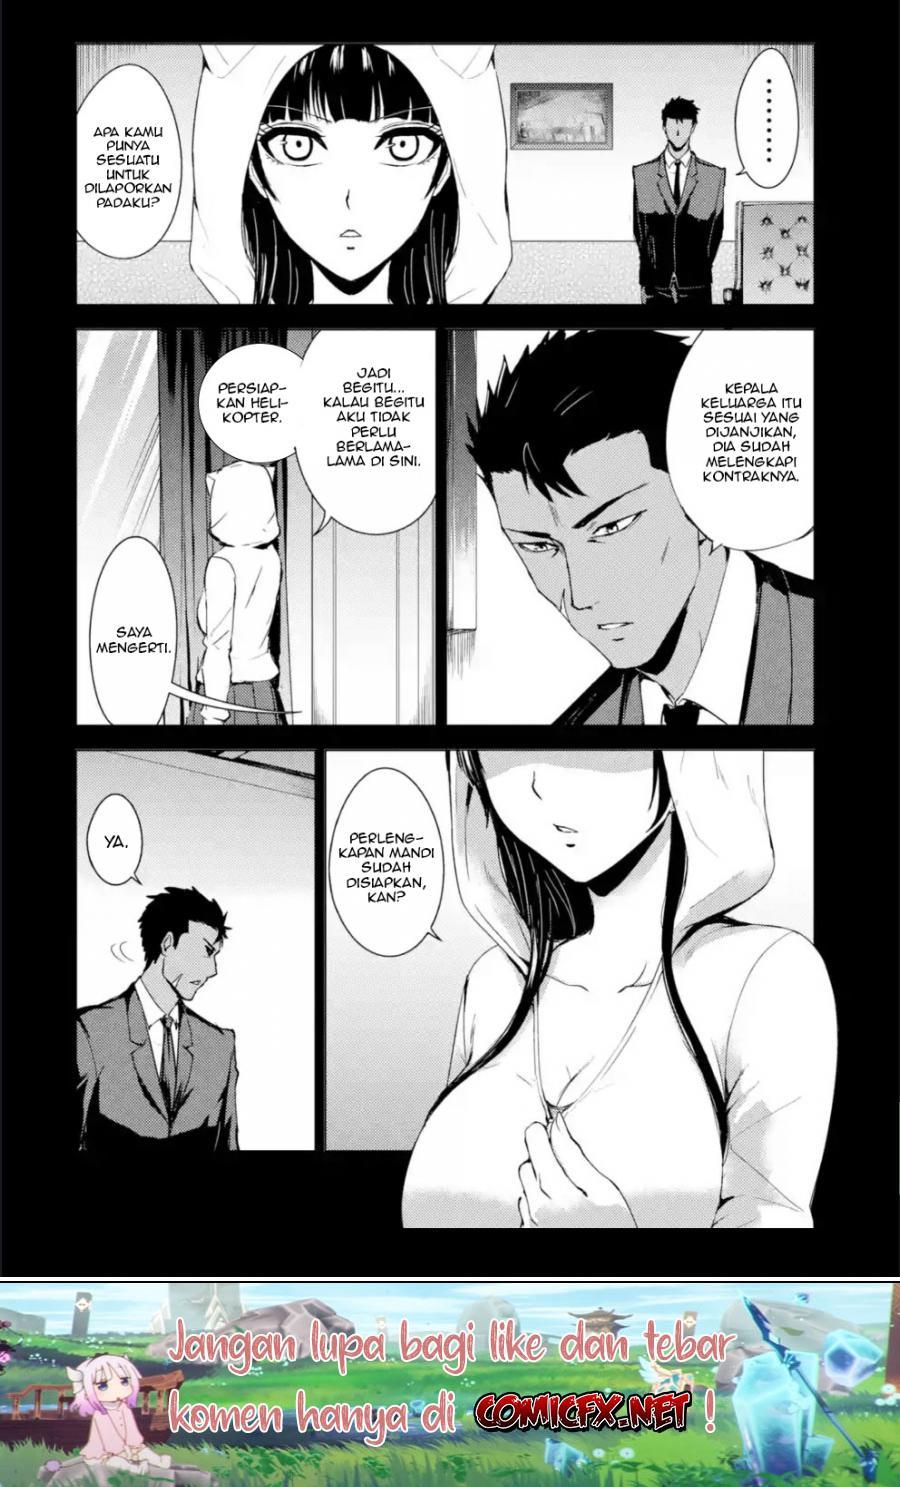 .........
APA KAMU
PUNYA
SESUATU
UNTUK
DILAPORKAN
PADAKU?
KEPALA
KELUARGA ITU
SESUAI YANG
DIJANJIKAN,
DIA SUDAH
MELENGKAPI
KONTRAKNYA.
JADI
BEGITU...
KALAU BEGITU
AKU TIDAK
PERLU
BERLAMA-
LAMA DI SINI.
PERSIAP-
KAN HELI-
KOPTER.
SAYA
MENGERTI.
PERLENG-
KAPAN MANDI
SUDAH
DISIAPKAN,
KAN?
YA.
Jangan lupa bagi like dan tebar
komen hanya di COMICFX.NET !